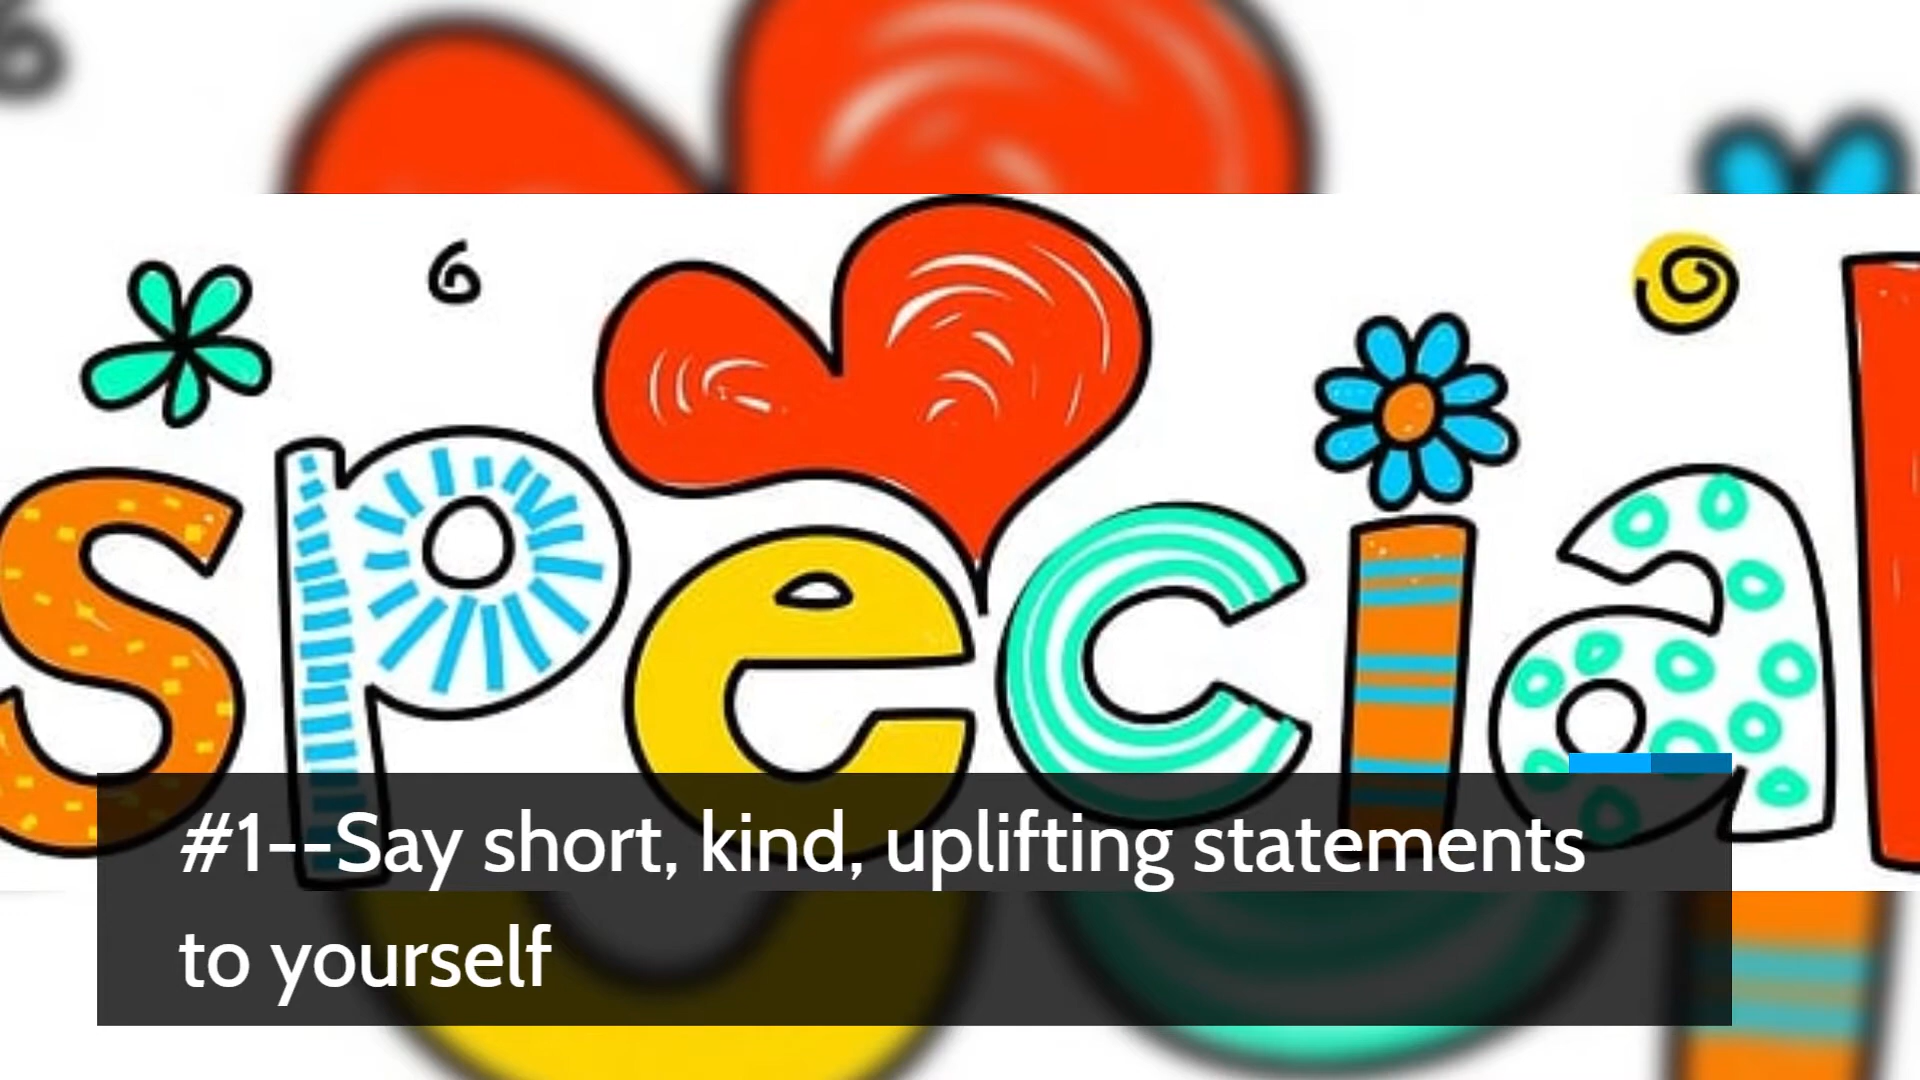 special
#1--Say short, kind, uplifting statements
to yourself